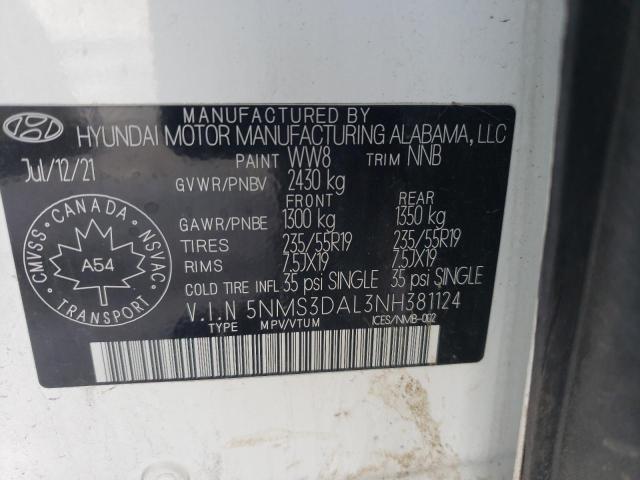 MANUFACTURED BY
HYUNDAI MOTOR MANUFACTURING ALABAMA, LLC
Jul/12/21
PAINT WW8 TRIM NNB
GVWR/PNBV 2430 kg
FRONT REAR
GAWR/PNBE 1300 kg 1350 kg
TIRES 235/55R19 235/55R19
RIMS 7.5JX19 7.5JX19
COLD TIRE INFL 35 psi SINGLE 35 psi SINGLE
V.I.N 5NMS3DAL3NH381124
TYPE MPV/VTUM ICES/NMB-002
CANADA
CMVSS
NSVAC
A54
TRANSPORT